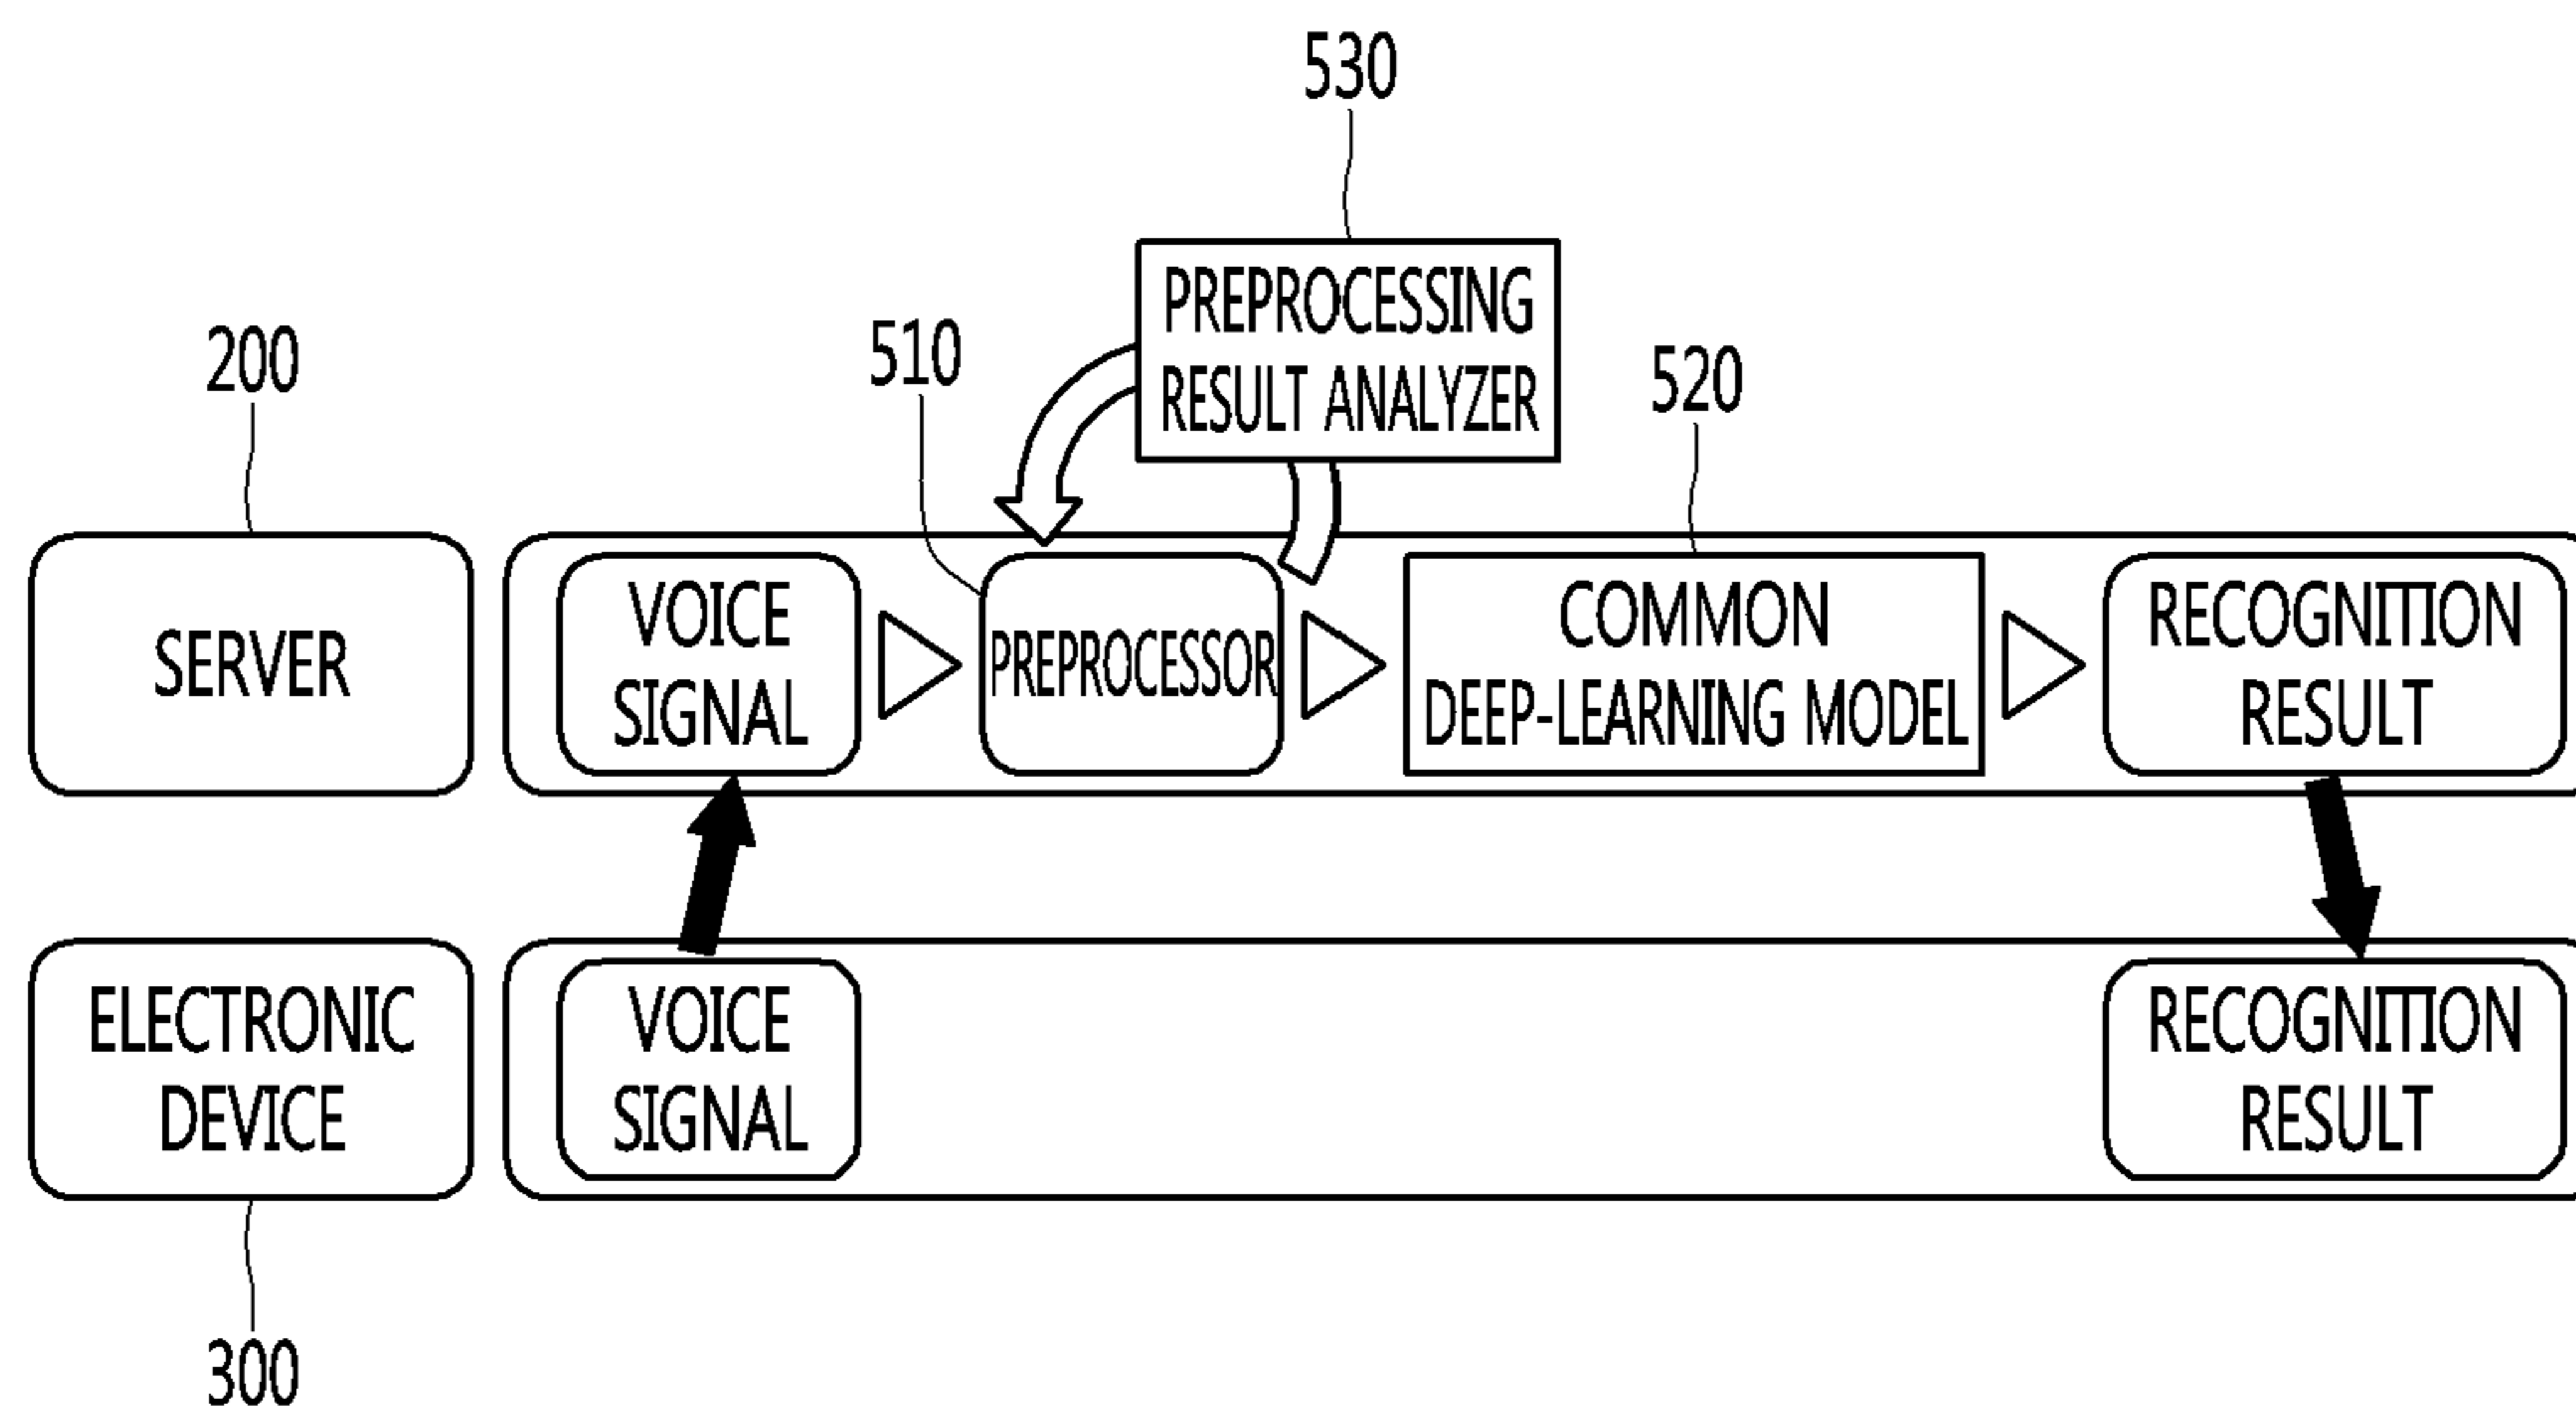 530
PREPROCESSING
RESULT ANALYZER
200
510
520
SERVER
VOICE
SIGNAL
PREPROCESSOR
COMMON
DEEP-LEARNING MODEL
RECOGNITION
RESULT
ELECTRONIC
DEVICE
VOICE
SIGNAL
RECOGNITION
RESULT
300